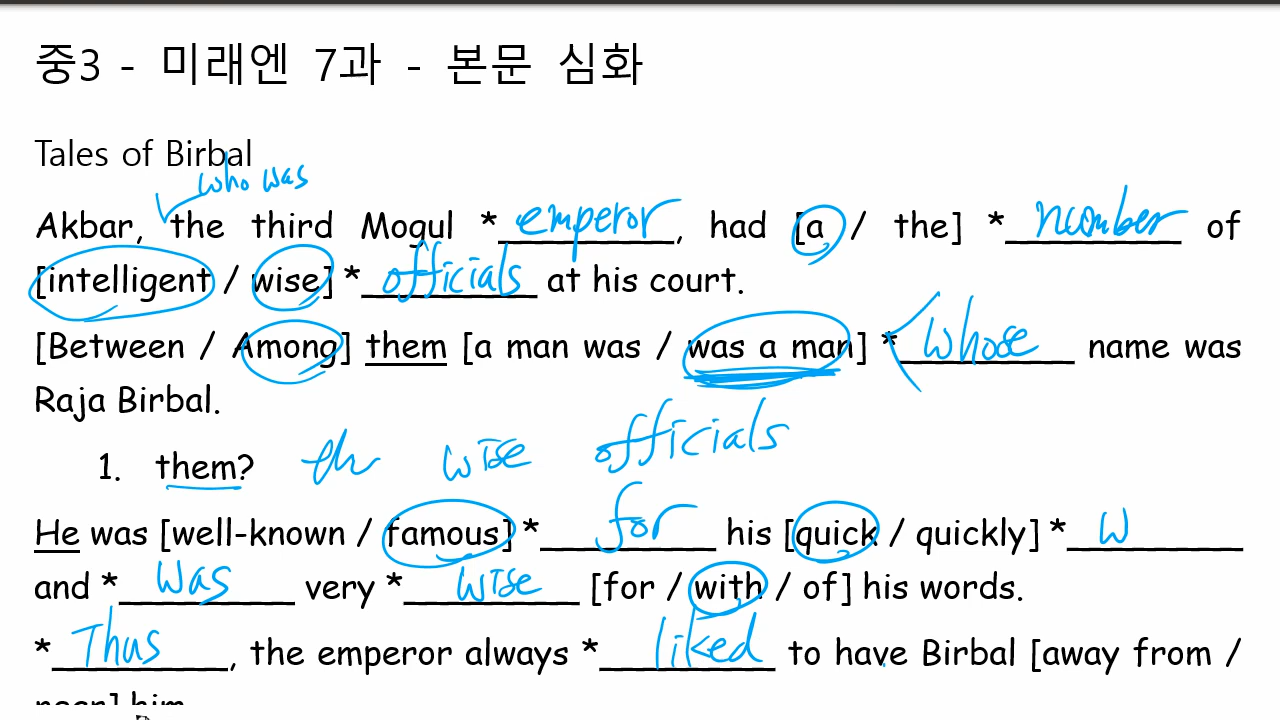 중3 - 미래엔 7과 - 본문 심화
Tales of Birbal
who was
Akbar, the third Mogul *emperor, had [a / the] *number of
[intelligent / wise] *officials at his court.
[Between / Among] them [a man was / was a man] *whose name was
Raja Birbal.
1. them? the wise officials
He was [well-known / famous] *for his [quick / quickly] *w
and *was very *wise [for / with / of] his words.
*Thus, the emperor always *liked to have Birbal [away from /
near] him